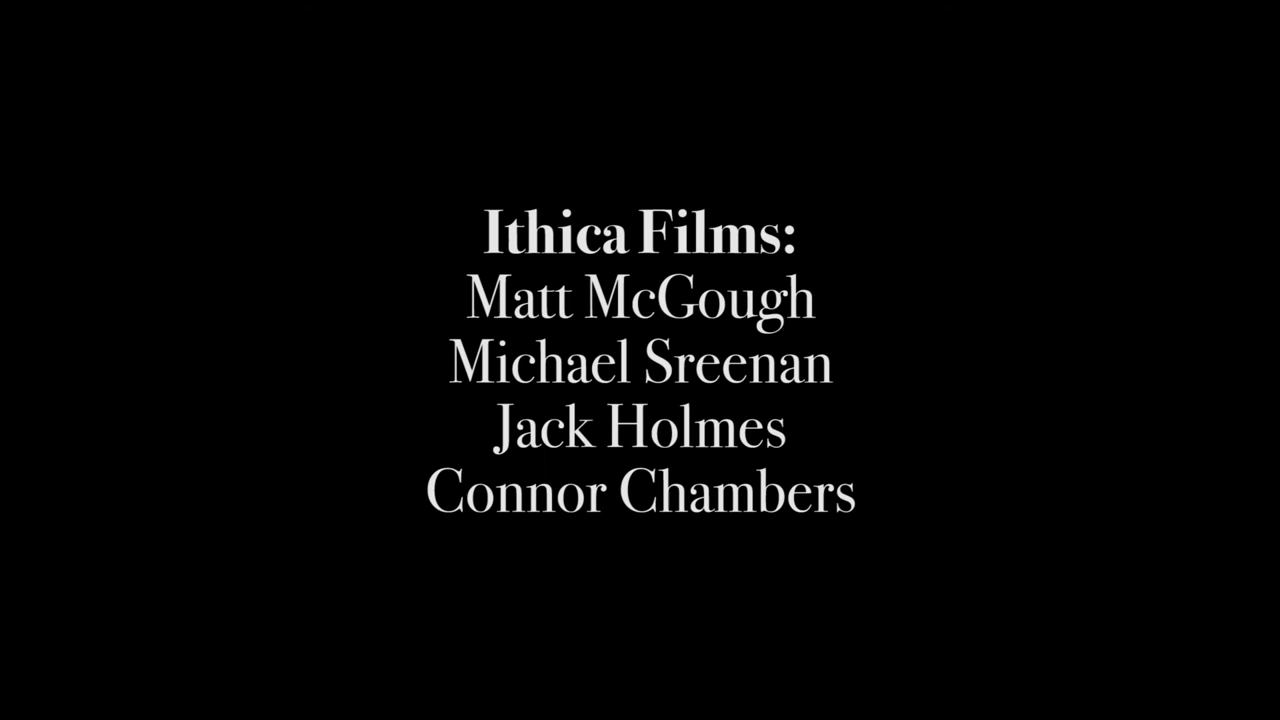 Ithica Films:
Matt McGough
Michael Sreenan
Jack Holmes
Connor Chambers